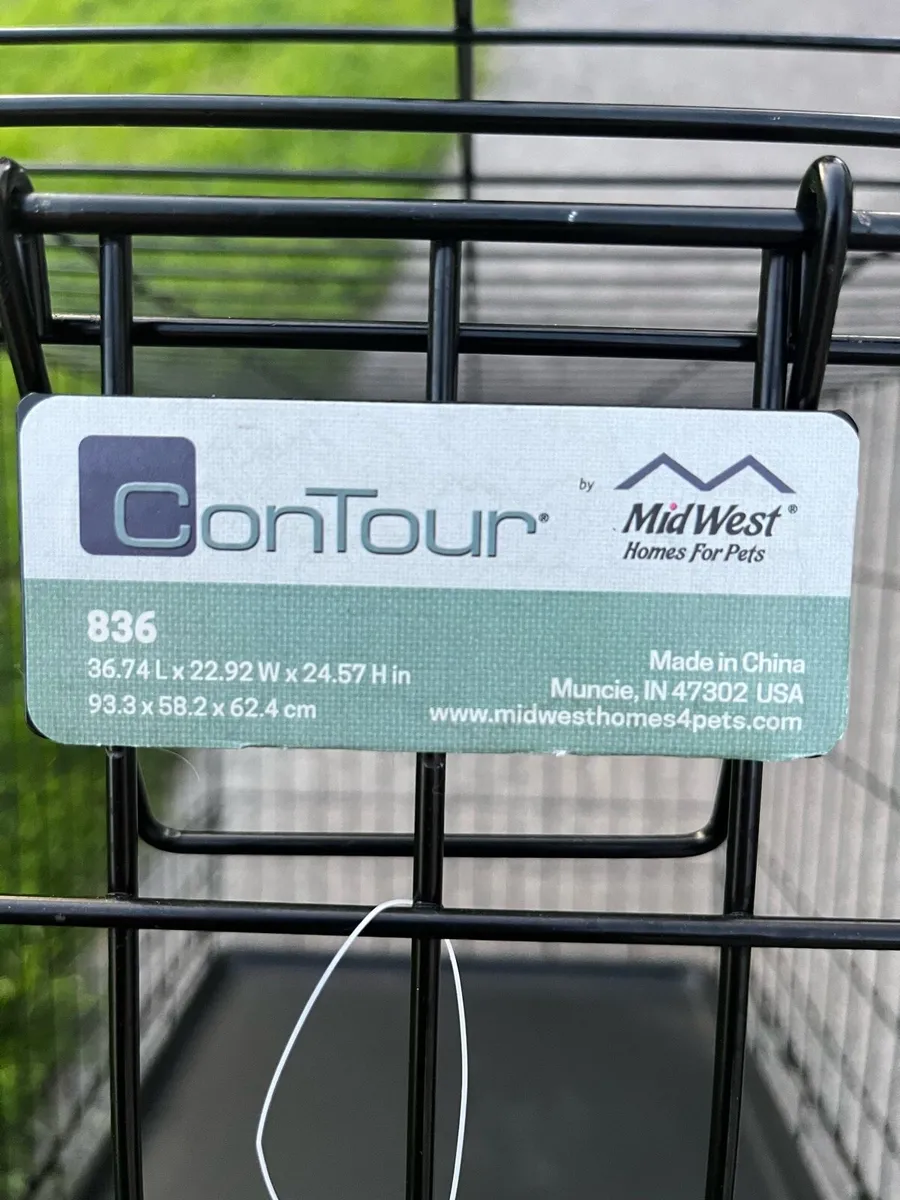 ConTour®
by
MidWest®
Homes For Pets
836
36.74 L x 22.92 W x 24.57 H in
93.3 x 58.2 x 62.4 cm
Made in China
Muncie, IN 47302 USA
www.midwesthomes4pets.com